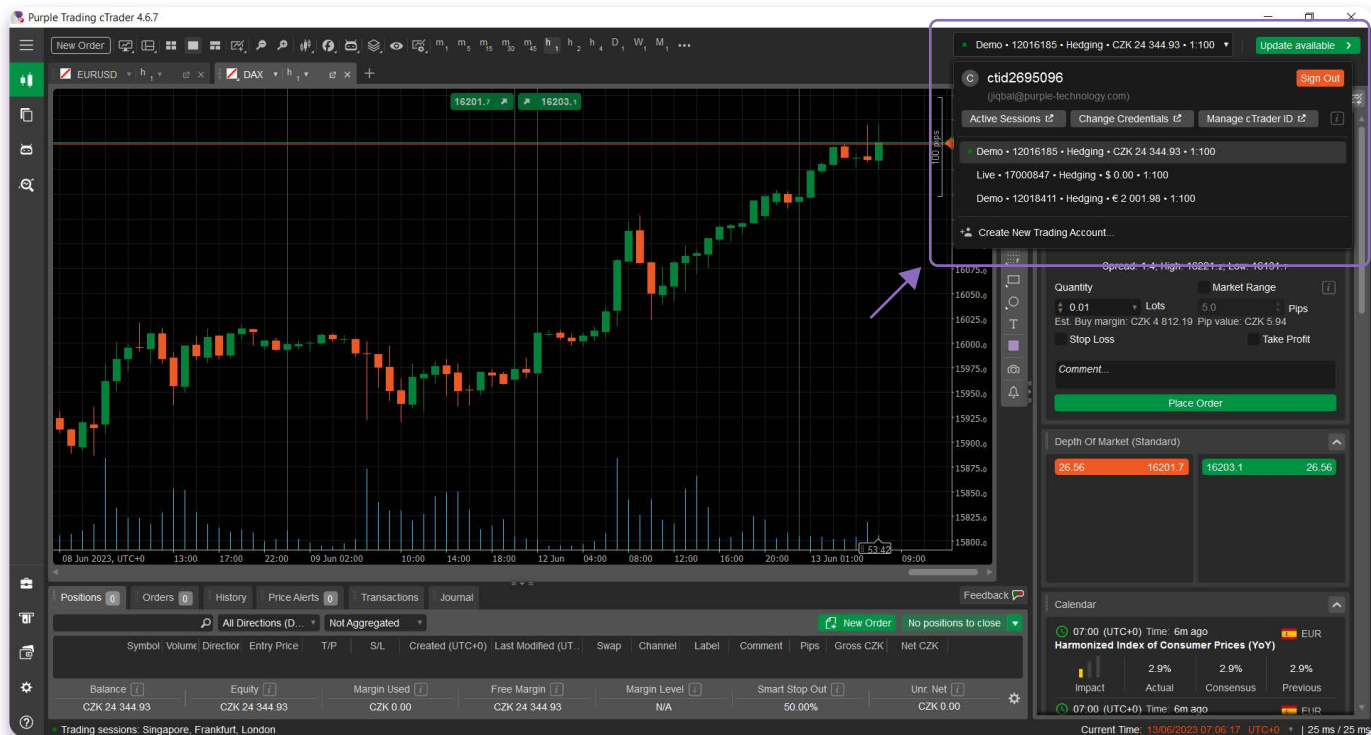 Purple Trading cTrader 4.6.7
New Order m1 m5 m15 m30 m45 h1 h2 h4 D1 W1 M1
Demo • 12016185 • Hedging • CZK 24 344.93 • 1:100
Update available
EURUSD h1
DAX h1
C ctid2695096
(jiqbal@purple-technology.com)
Sign Out
Active Sessions
Change Credentials
Manage cTrader ID
Demo • 12016185 • Hedging • CZK 24 344.93 • 1:100
Live • 17000847 • Hedging • $ 0.00 • 1:100
Demo • 12018411 • Hedging • € 2 001.98 • 1:100
Create New Trading Account...
16201.7
16203.1
100 pips
16075.0
16050.0
16025.0
16000.0
15975.0
15950.0
15925.0
15900.0
15875.0
15850.0
15825.0
15800.0
53:42
08 Jun 2023, UTC+0 13:00 17:00 22:00 09 Jun 02:00 10:00 14:00 18:00 12 Jun 04:00 08:00 12:00 16:00 20:00 13 Jun 01:00 09:00
T
Spread: 1.4; High: 16221.2; Low: 16181.7
Quantity
Market Range
0.01 Lots
5.0 Pips
Est. Buy margin: CZK 4 812.19 Pip value: CZK 5.94
Stop Loss
Take Profit
Comment...
Place Order
Depth Of Market (Standard)
26.56 16201.7
16203.1 26.56
Calendar
07:00 (UTC+0) Time: 6m ago EUR
Harmonized Index of Consumer Prices (YoY)
2.9% 2.9% 2.9%
Impact Actual Consensus Previous
07:00 (UTC+0) Time: 6m ago EUR
Positions 0
Orders 0
History
Price Alerts 0
Transactions
Journal
Feedback
All Directions (D...
Not Aggregated
New Order
No positions to close
Symbol Volume Direction Entry Price T/P S/L Created (UTC+0) Last Modified (UT... Swap Channel Label Comment Pips Gross CZK Net CZK
Balance Equity Margin Used Free Margin Margin Level Smart Stop Out Unr. Net
CZK 24 344.93 CZK 24 344.93 CZK 0.00 CZK 24 344.93 N/A 50.00% CZK 0.00
Trading sessions: Singapore, Frankfurt, London
Current Time: 13/06/2023 07:06:17 UTC+0 | 25 ms / 25 ms